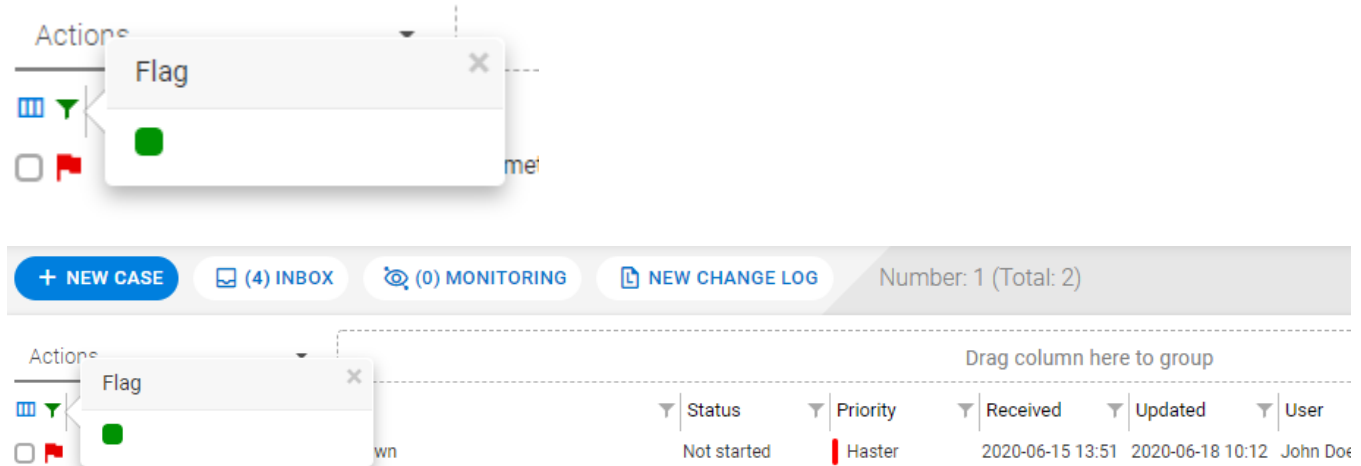 Actions
Flag
+ NEW CASE (4) INBOX (0) MONITORING NEW CHANGE LOG Number: 1 (Total: 2)
Actions Drag column here to group
Flag
Status Priority Received Updated User
Not started Haster 2020-06-15 13:51 2020-06-18 10:12 John Doe